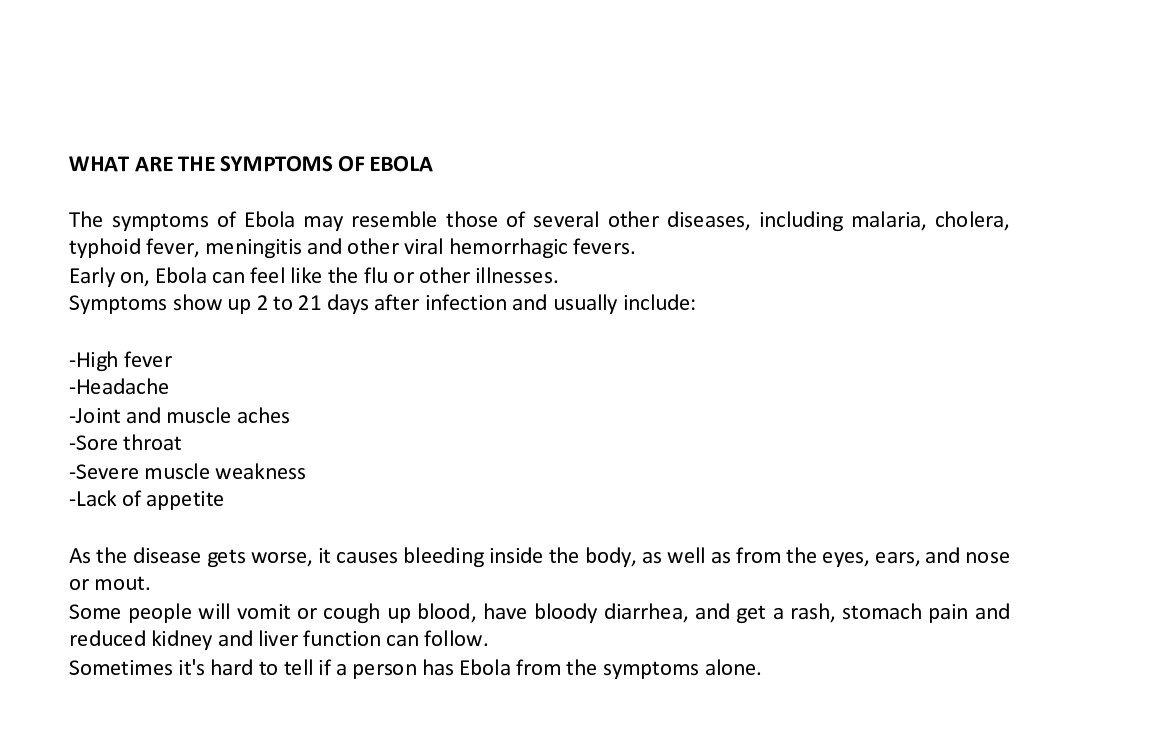 WHAT ARE THE SYMPTOMS OF EBOLA
The symptoms of Ebola may resemble those of several other diseases, including malaria, cholera,
typhoid fever, meningitis and other viral hemorrhagic fevers.
Early on, Ebola can feel like the flu or other illnesses.
Symptoms show up 2 to 21 days after infection and usually include:
-High fever
-Headache
-Joint and muscle aches
-Sore throat
-Severe muscle weakness
-Lack of appetite
As the disease gets worse, it causes bleeding inside the body, as well as from the eyes, ears, and nose
or mout.
Some people will vomit or cough up blood, have bloody diarrhea, and get a rash, stomach pain and
reduced kidney and liver function can follow.
Sometimes it's hard to tell if a person has Ebola from the symptoms alone.